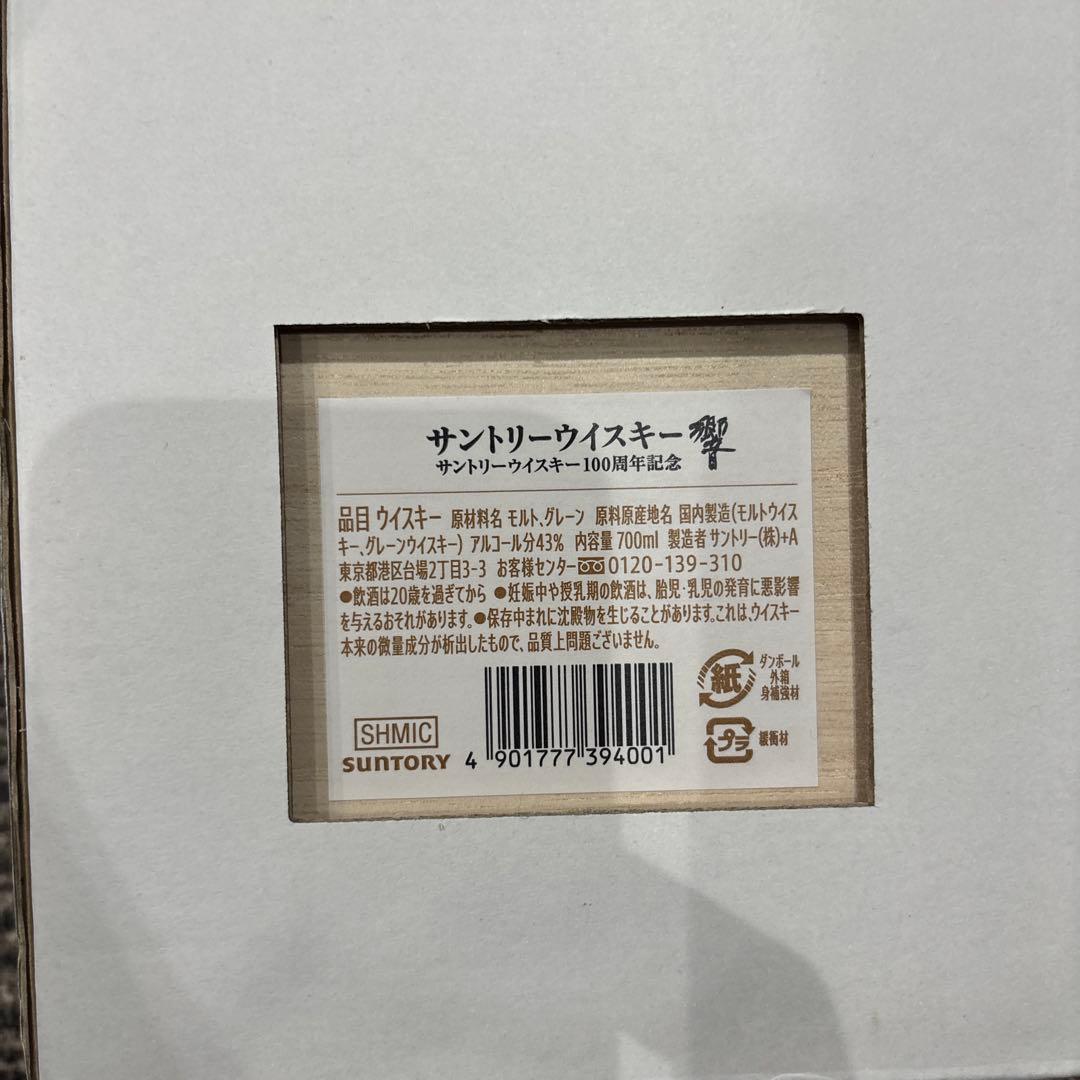 サントリーウイスキー響
サントリーウイスキー100周年記念
品目 ウイスキー 原材料名 モルト、グレーン 原料原産地名 国内製造(モルトウイス
キー、グレーンウイスキー) アルコール分43% 内容量 700ml 製造者 サントリー(株)+A
東京都港区台場2丁目3-3 お客様センター 0120-139-310
●飲酒は20歳を過ぎてから ●妊娠中や授乳期の飲酒は、胎児・乳児の発育に悪影響
を与えるおそれがあります。●保存中まれに沈殿物を生じることがあります。これは、ウイスキー
本来の微量成分が析出したもので、品質上問題ございません。
紙
ダンボール
外箱
身補強材
プラ
緩衝材
SHMIC
SUNTORY
4 901777 394001